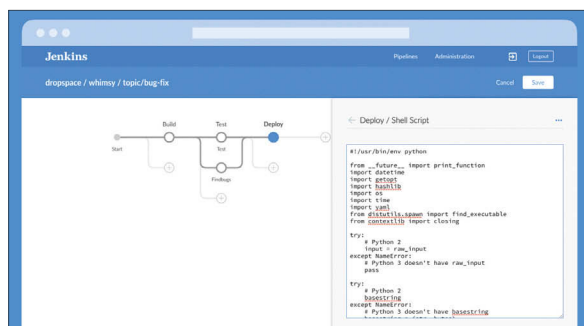 Jenkins
Pipelines Administration Logout
dropspace / whimsy / topic/bug-fix
Cancel Save
Build Test Deploy
Start
Test
Findbugs
Deploy / Shell Script
#!/usr/bin/env python
from __future__ import print_function
import datetime
import getopt
import hashlib
import os
import time
import yaml
from distutils.spawn import find_executable
from contextlib import closing
try:
# Python 2
input = raw_input
except NameError:
# Python 3 doesn't have raw_input
pass
try:
# Python 2
basestring
except NameError:
# Python 3 doesn't have basestring